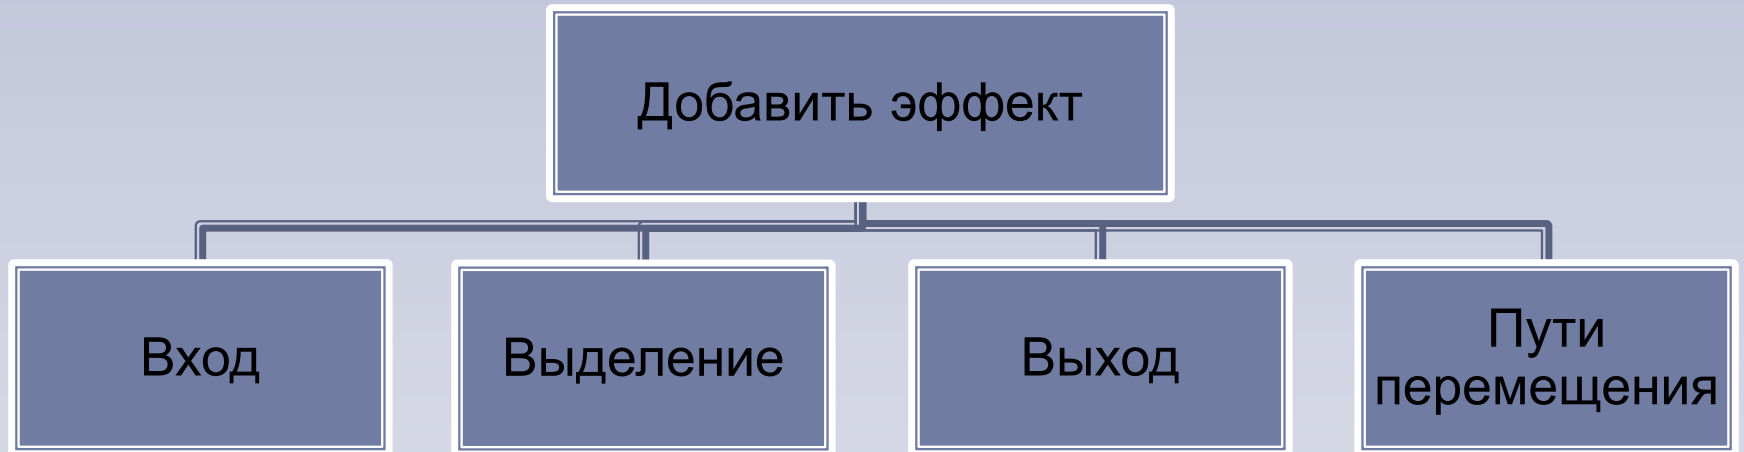 Добавить эффект
Вход
Выделение
Выход
Пути
перемещения